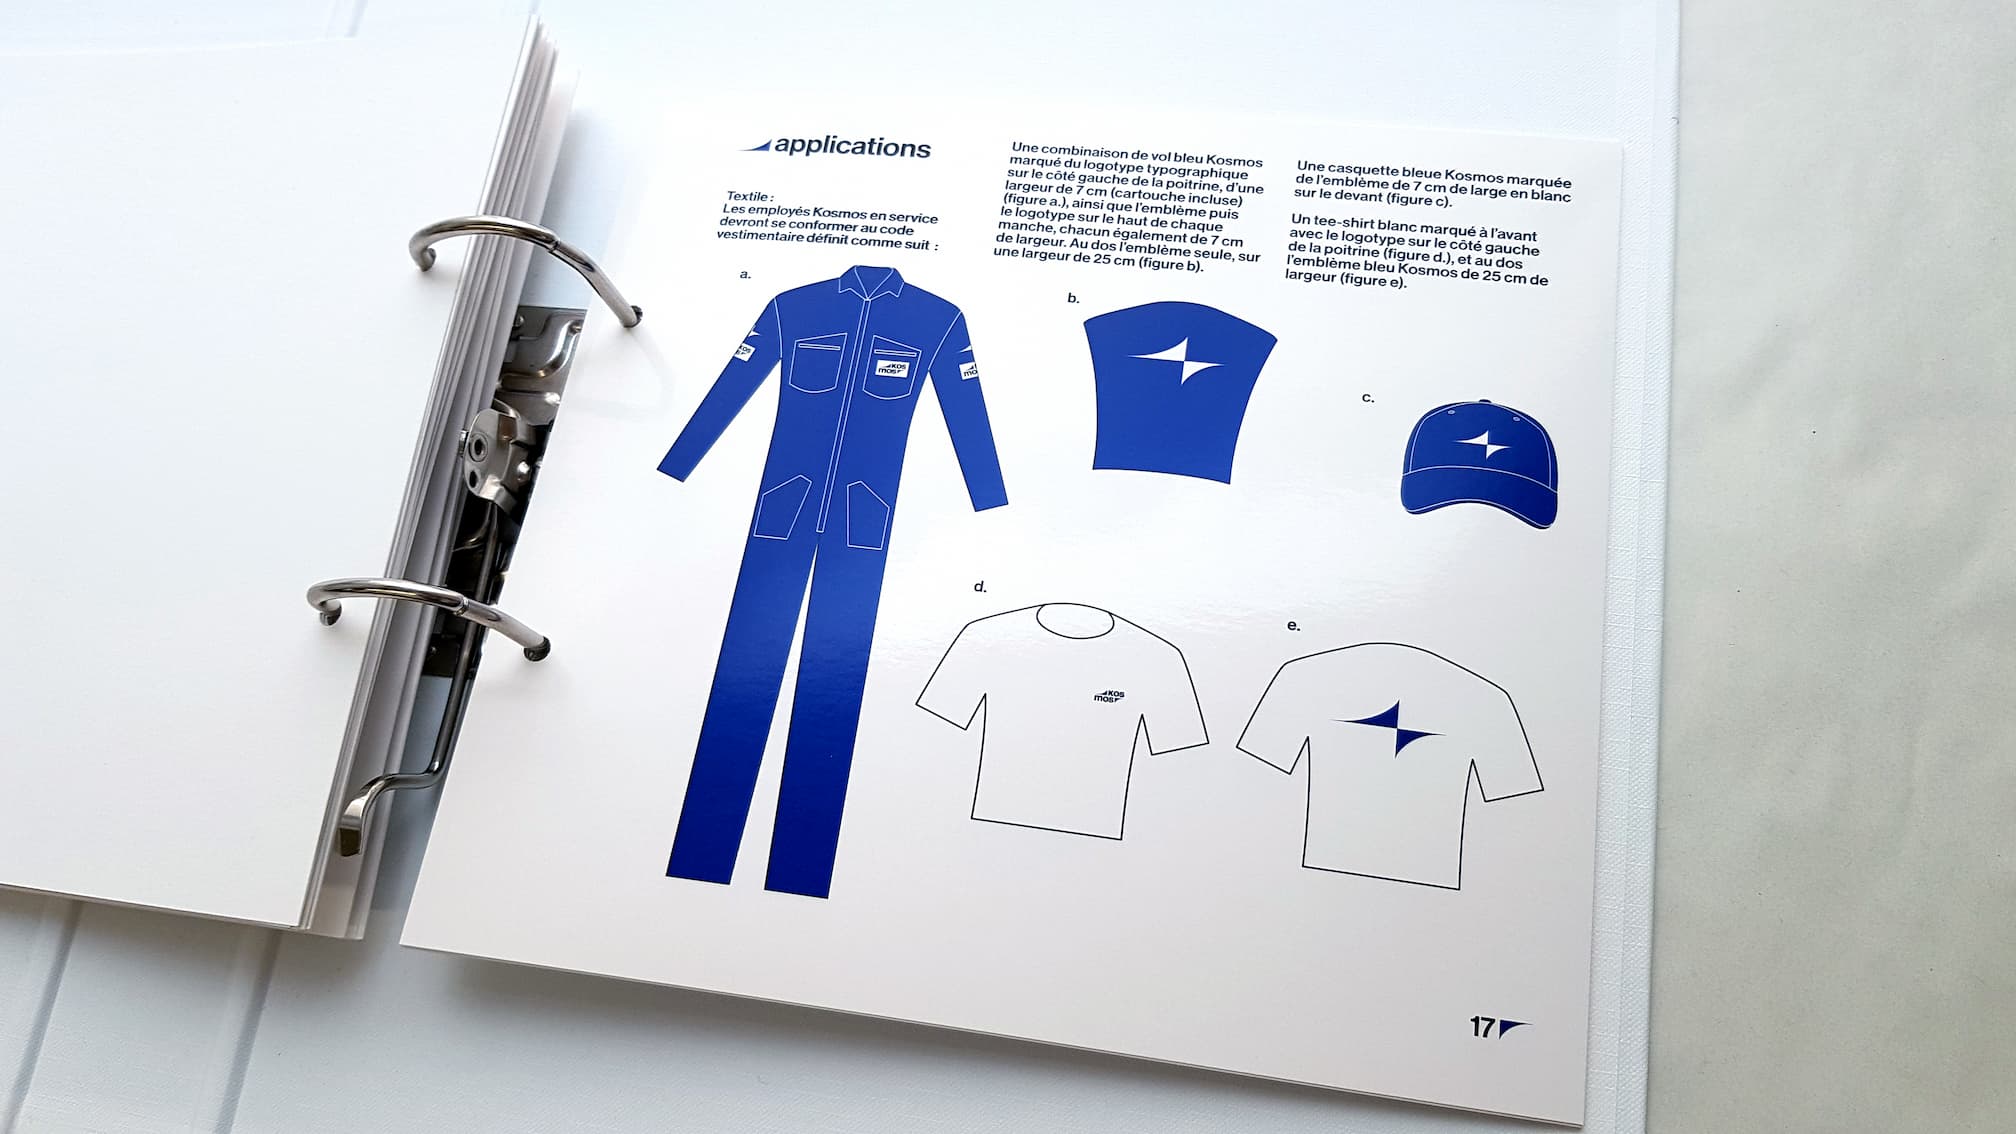 applications
Textile :
Les employés Kosmos en service
devront se conformer au code
vestimentaire définit comme suit :
Une combinaison de vol bleu Kosmos
marqué du logotype typographique
sur le côté gauche de la poitrine, d'une
largeur de 7 cm (cartouche incluse)
(figure a.), ainsi que l'emblème puis
le logotype sur le haut de chaque
manche, chacun également de 7 cm
de largeur. Au dos l'emblème seule, sur
une largeur de 25 cm (figure b).
Une casquette bleue Kosmos marquée
de l'emblème de 7 cm de large en blanc
sur le devant (figure c).
Un tee-shirt blanc marqué à l'avant
avec le logotype sur le côté gauche
de la poitrine (figure d.), et au dos
l'emblème bleu Kosmos de 25 cm de
largeur (figure e).
a.
KOS
mos
mo
b.
c.
d.
KOS
mos
e.
17